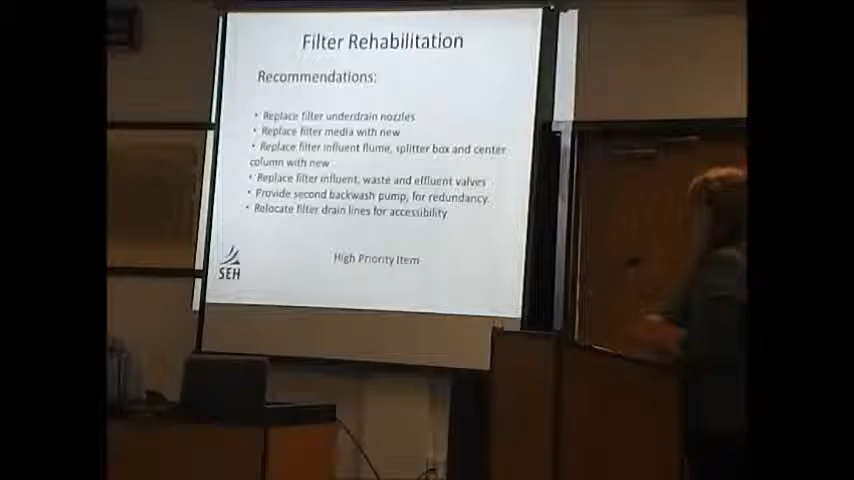 Filter Rehabilitation
Recommendations:
• Replace filter underdrain nozzles
• Replace filter media with new
• Replace filter influent flume, splitter box and center
column with new
• Replace filter influent, waste and effluent valves
• Provide second backwash pump, for redundancy.
• Relocate filter drain lines for accessibility
High Priority Item
SEH